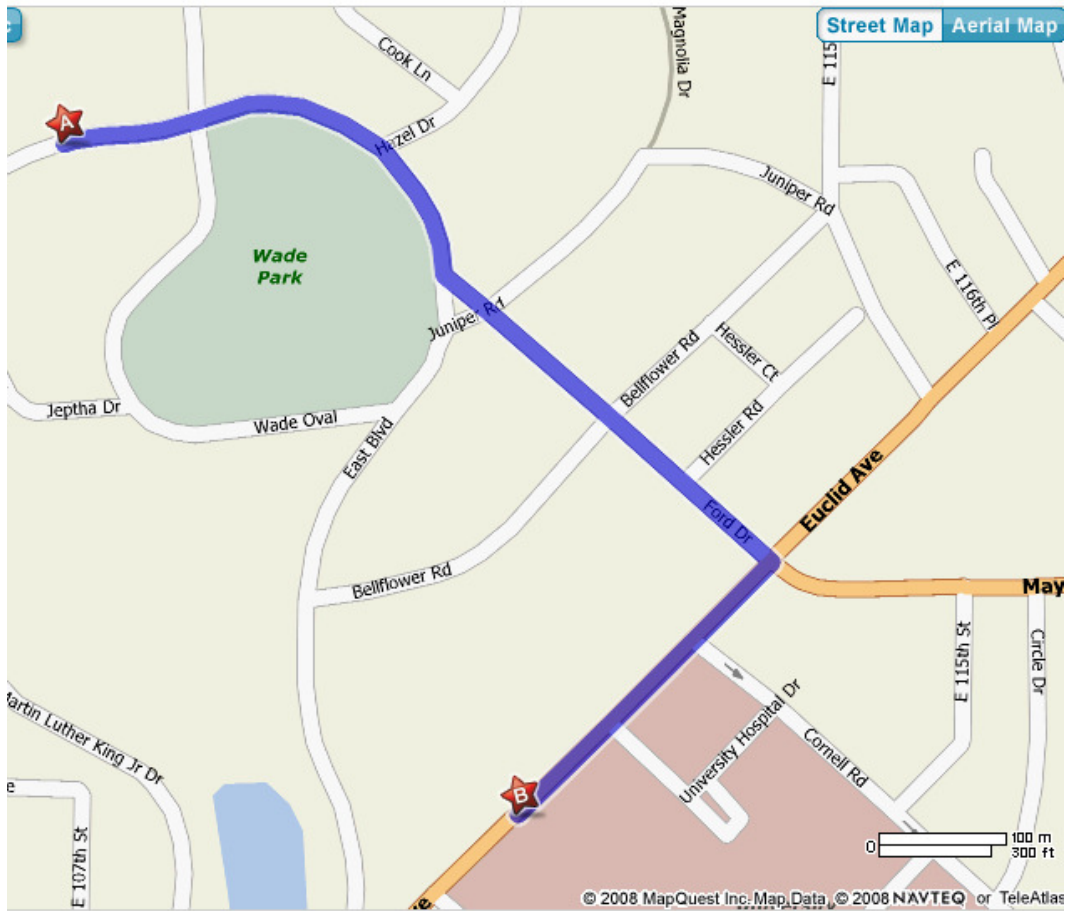 c
Street Map
Aerial Map
Cook Ln
Magnolia Dr
E 115
A
Hazel Dr
Juniper Rd
Wade
Park
E 116th Pl
Juniper Rd
Hessler Ct
Bellflower Rd
Jeptha Dr
Wade Oval
East Blvd
Hessler Rd
Euclid Ave
Ford Dr
Bellflower Rd
May
E 115th St
Circle Dr
University Hospital Dr
Cornell Rd
Martin Luther King Jr Dr
e
B
E 107th St
0
100 m
300 ft
e
© 2008 MapQuest Inc. Map Data © 2008 NAVTEQ or TeleAtlas